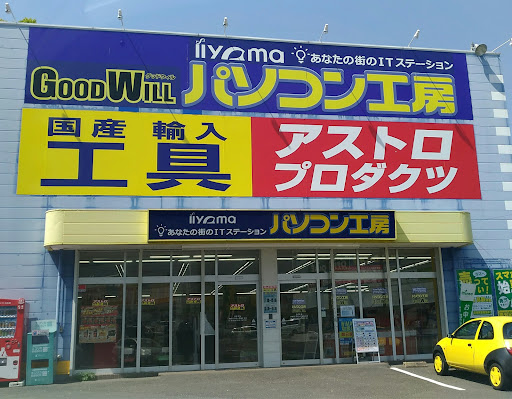 iiyama
あなたの街のITステーション
グッドウィル
GOODWILL
パソコン工房
国産 輸入
工具
アストロ
プロダクツ
iiyama
あなたの街のITステーション
パソコン工房